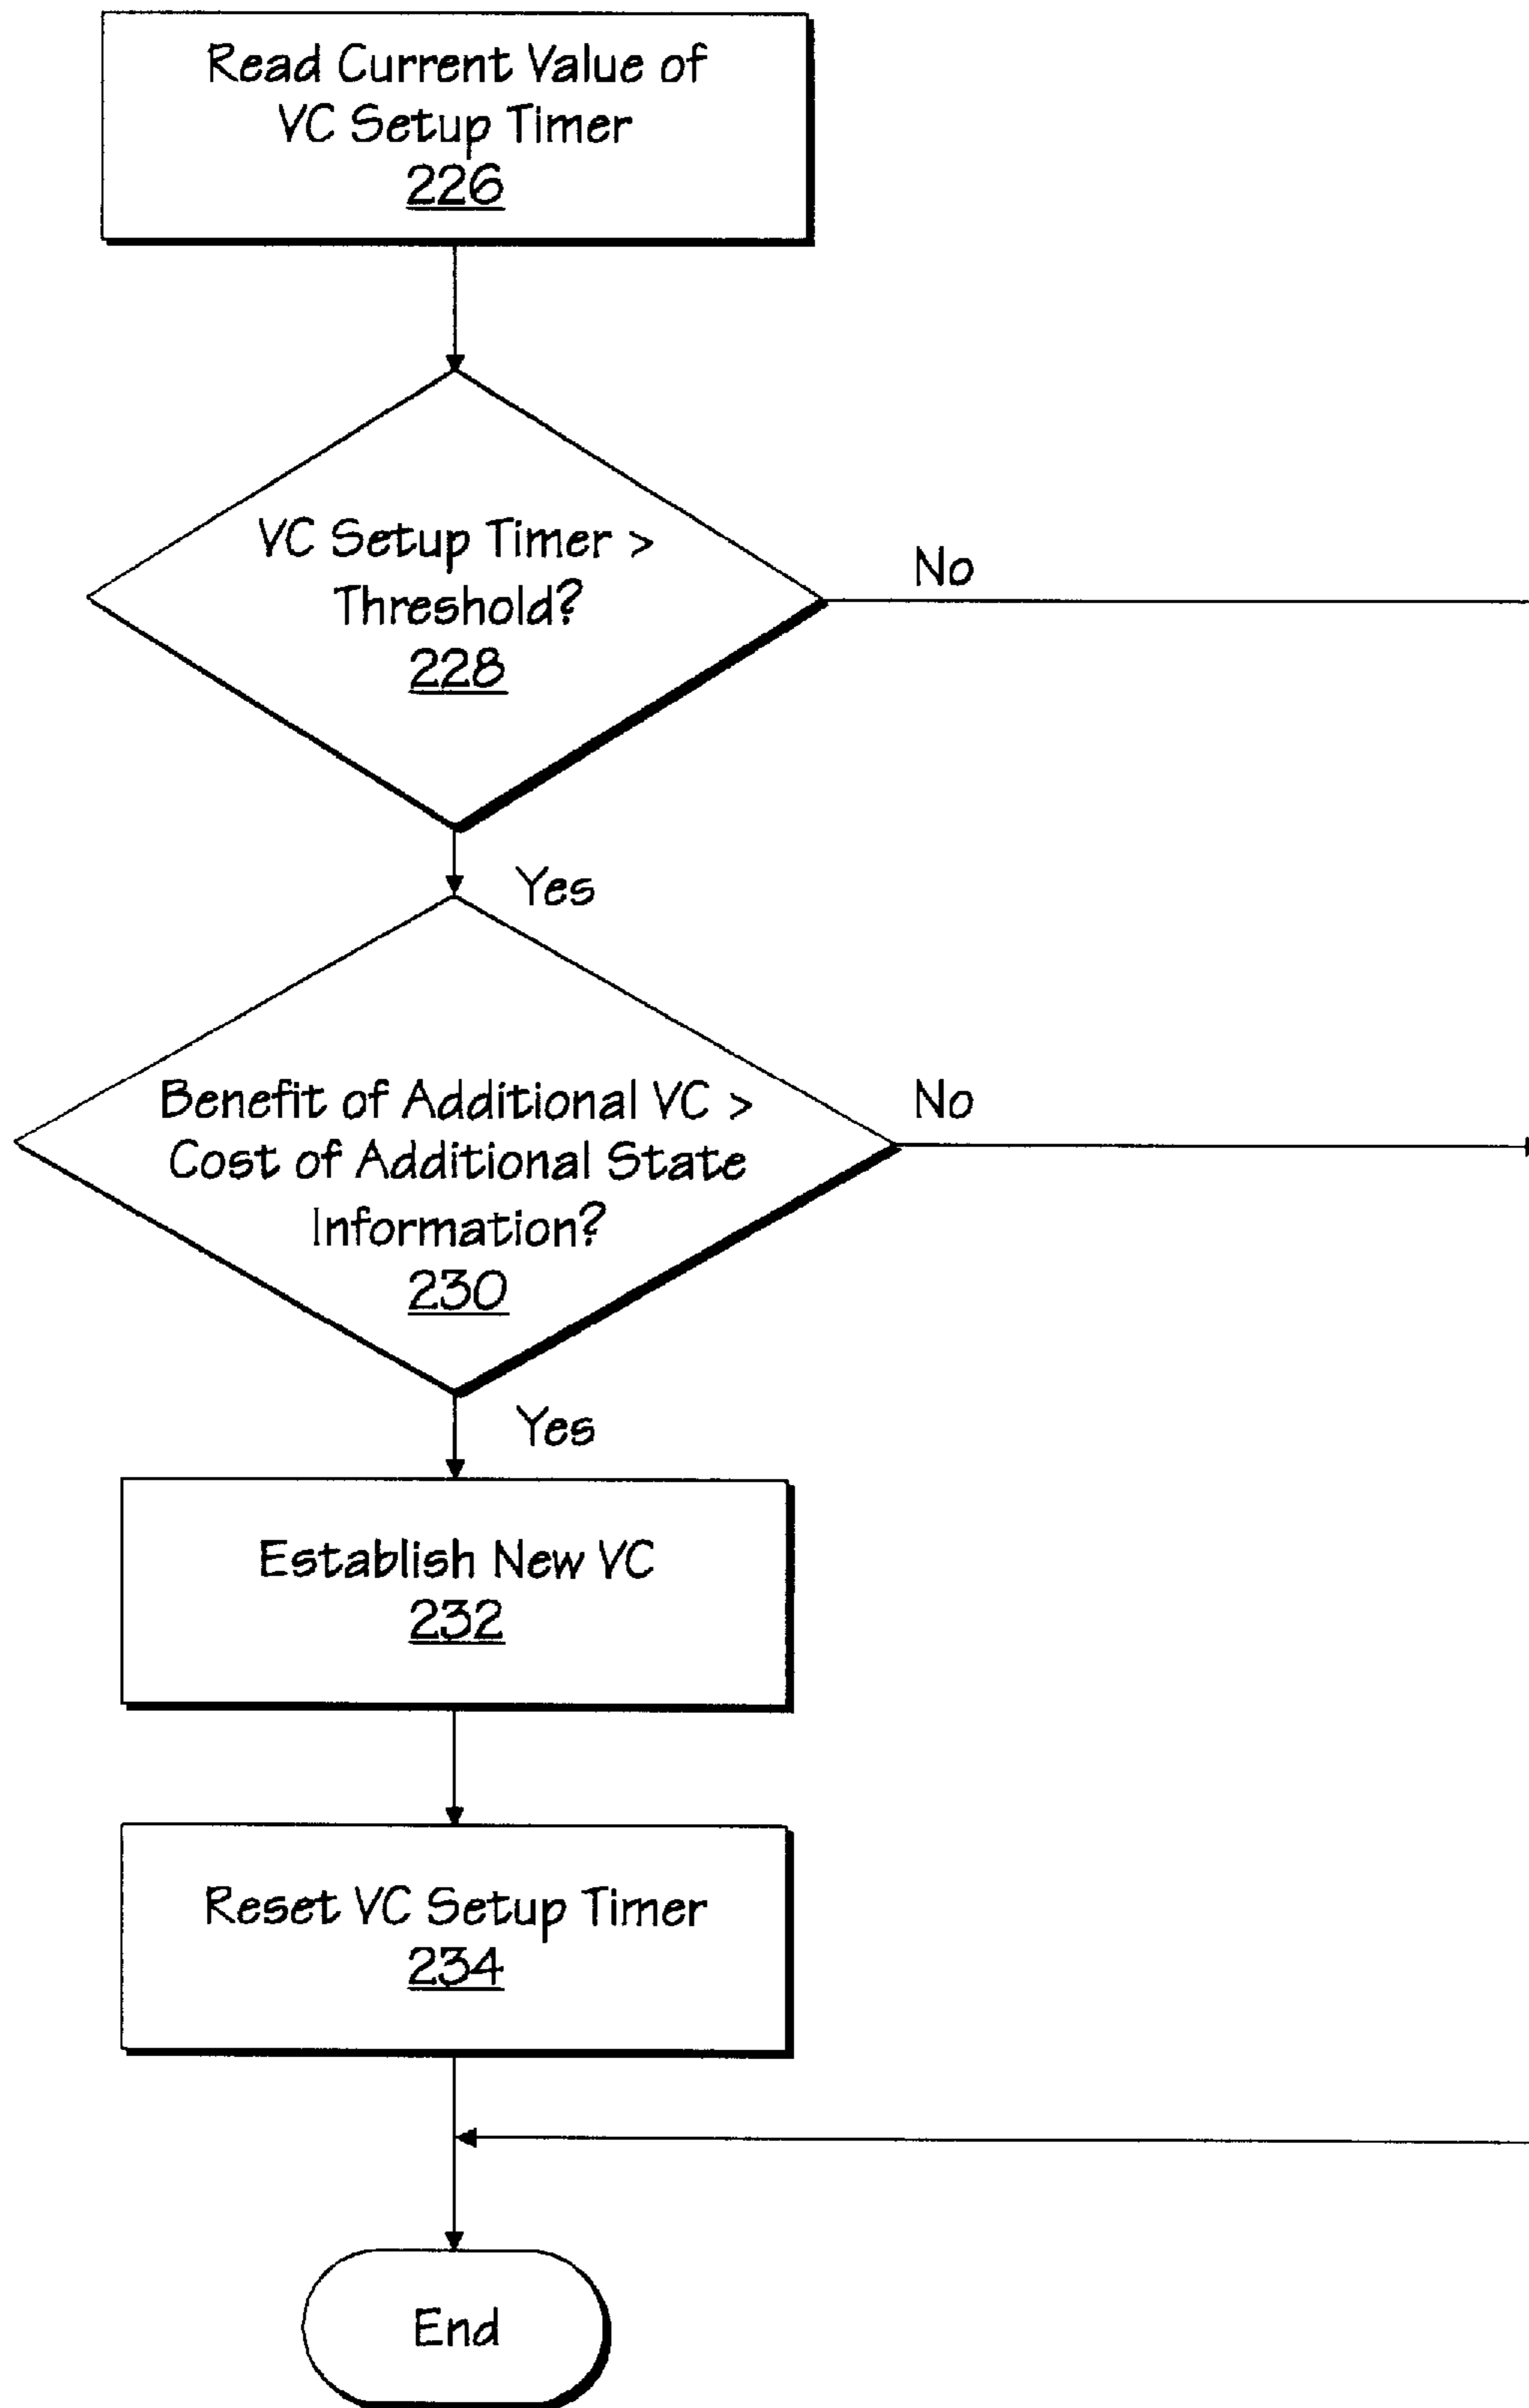 Read Current Value of
VC Setup Timer
226
VC Setup Timer >
Threshold?
228
No
Yes
Benefit of Additional VC >
Cost of Additional State
Information?
230
No
Yes
Establish New VC
232
Reset VC Setup Timer
234
End